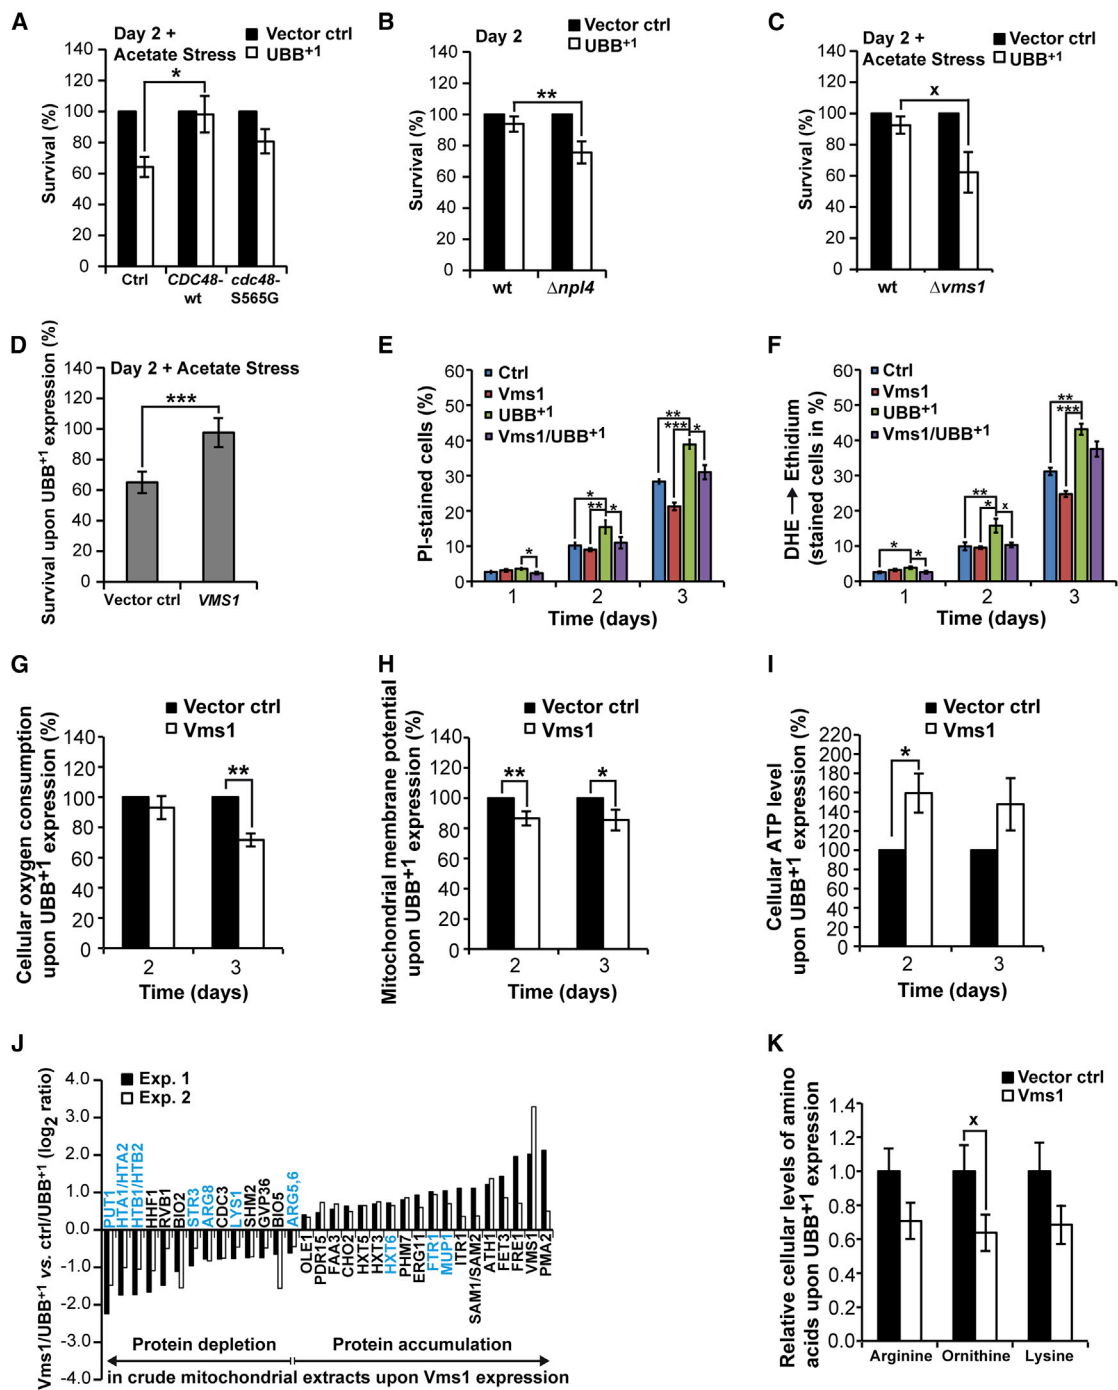 A
Day 2 +
Acetate Stress
Vector ctrl
UBB+1
Survival (%)
140
120
100
80
60
40
20
0
*
Ctrl
CDC48-
wt
cdc48-
S565G
B
Day 2
Vector ctrl
UBB+1
Survival (%)
140
120
100
80
60
40
20
0
**
wt
Δnpl4
C
Day 2 +
Acetate Stress
Vector ctrl
UBB+1
Survival (%)
140
120
100
80
60
40
20
0
x
wt
Δvms1
D
Day 2 + Acetate Stress
Survival upon UBB+1 expression (%)
140
120
100
80
60
40
20
0
***
Vector ctrl
VMS1
E
Ctrl
Vms1
UBB+1
Vms1/UBB+1
PI-stained cells (%)
60
50
40
30
20
10
0
*
*
**
*
**
***
*
1
2
3
Time (days)
F
Ctrl
Vms1
UBB+1
Vms1/UBB+1
DHE → Ethidium
(stained cells in %)
60
50
40
30
20
10
0
*
*
**
*
x
**
***
1
2
3
Time (days)
G
Vector ctrl
Vms1
Cellular oxygen consumption
upon UBB+1 expression (%)
140
120
100
80
60
40
20
0
**
2
3
Time (days)
H
Vector ctrl
Vms1
Mitochondrial membrane potential
upon UBB+1 expression (%)
140
120
100
80
60
40
20
0
**
*
2
3
Time (days)
I
Vector ctrl
Vms1
Cellular ATP level
upon UBB+1 expression (%)
220
200
180
160
140
120
100
80
60
40
20
0
*
2
3
Time (days)
J
Exp. 1
Exp. 2
Vms1/UBB+1 vs. ctrl/UBB+1 (log2 ratio)
4.0
3.0
2.0
1.0
0.0
-1.0
-2.0
-3.0
-4.0
PUT1
HTA1/HTA2
HTB1/HTB2
HHF1
RVB1
BIO2
STR3
ARG8
CDC3
LYS1
SHM2
GVP36
BIO5
ARG5,6
OLE1
PDR15
FAA3
CHO2
HXT5
HXT3
HXT6
PHM7
ERG11
FTR1
MUP1
ITR1
SAM1/SAM2
ATH1
FET3
FRE1
VMS1
PMA2
Protein depletion
Protein accumulation
in crude mitochondrial extracts upon Vms1 expression
K
Vector ctrl
Vms1
Relative cellular levels of amino
acids upon UBB+1 expression
1.4
1.2
1.0
0.8
0.6
0.4
0.2
0.0
x
Arginine
Ornithine
Lysine